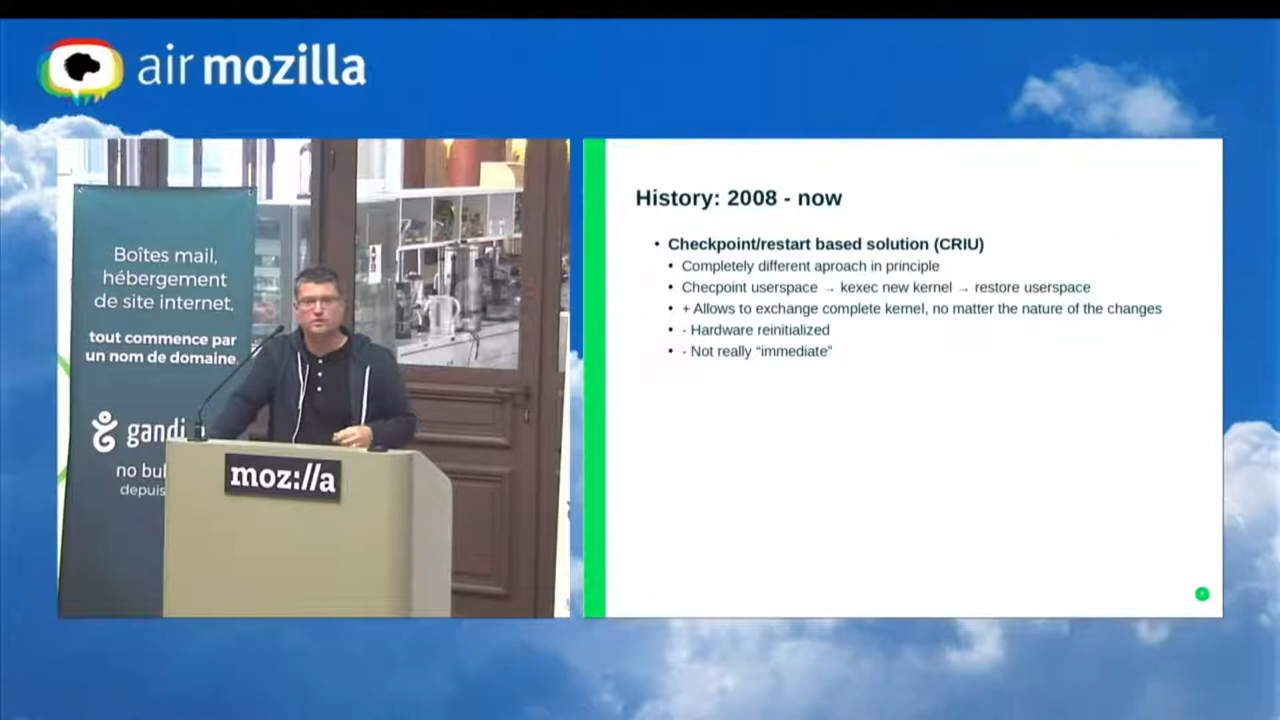 air mozilla
Boîtes mail,
hébergement
de site internet,
tout commence par
un nom de domaine.
gandi
no bul
depuis
moz://a
History: 2008 - now
• Checkpoint/restart based solution (CRIU)
• Completely different aproach in principle
• Checpoint userspace → kexec new kernel → restore userspace
• + Allows to exchange complete kernel, no matter the nature of the changes
• - Hardware reinitialized
• - Not really “immediate”